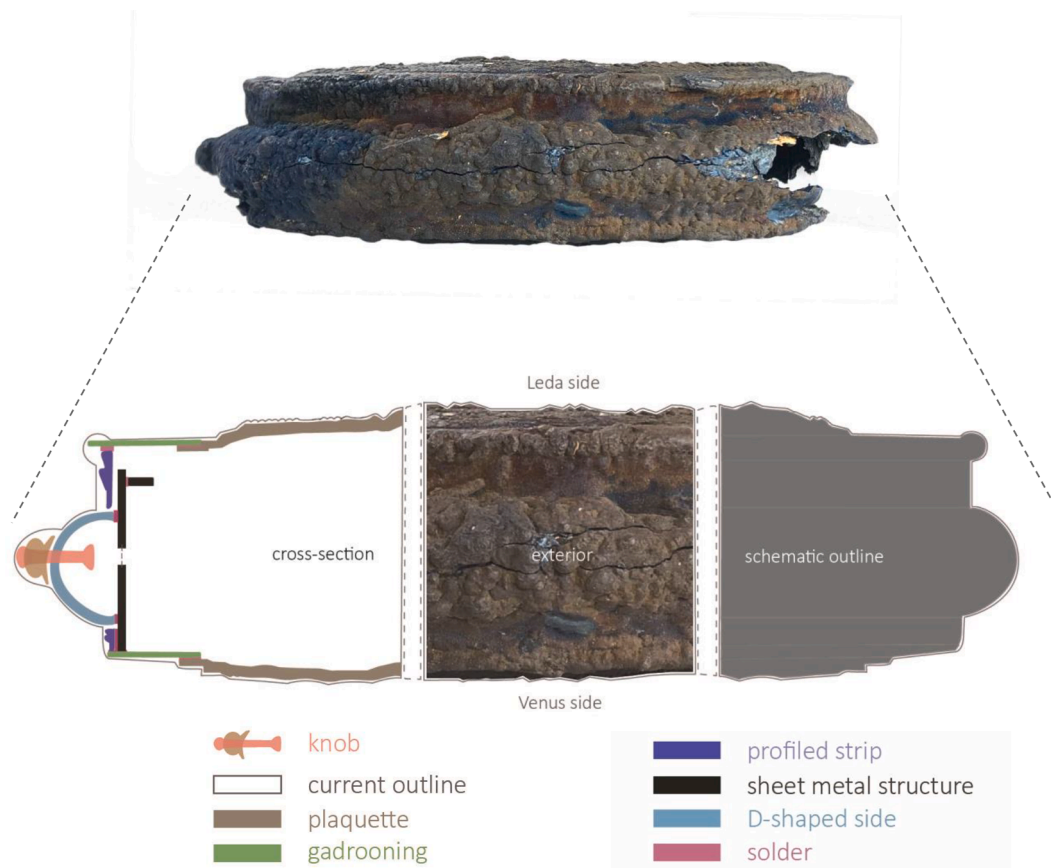 Leda side
cross-section
exterior
schematic outline
Venus side
knob
current outline
plaquette
gadrooning
profiled strip
sheet metal structure
D-shaped side
solder